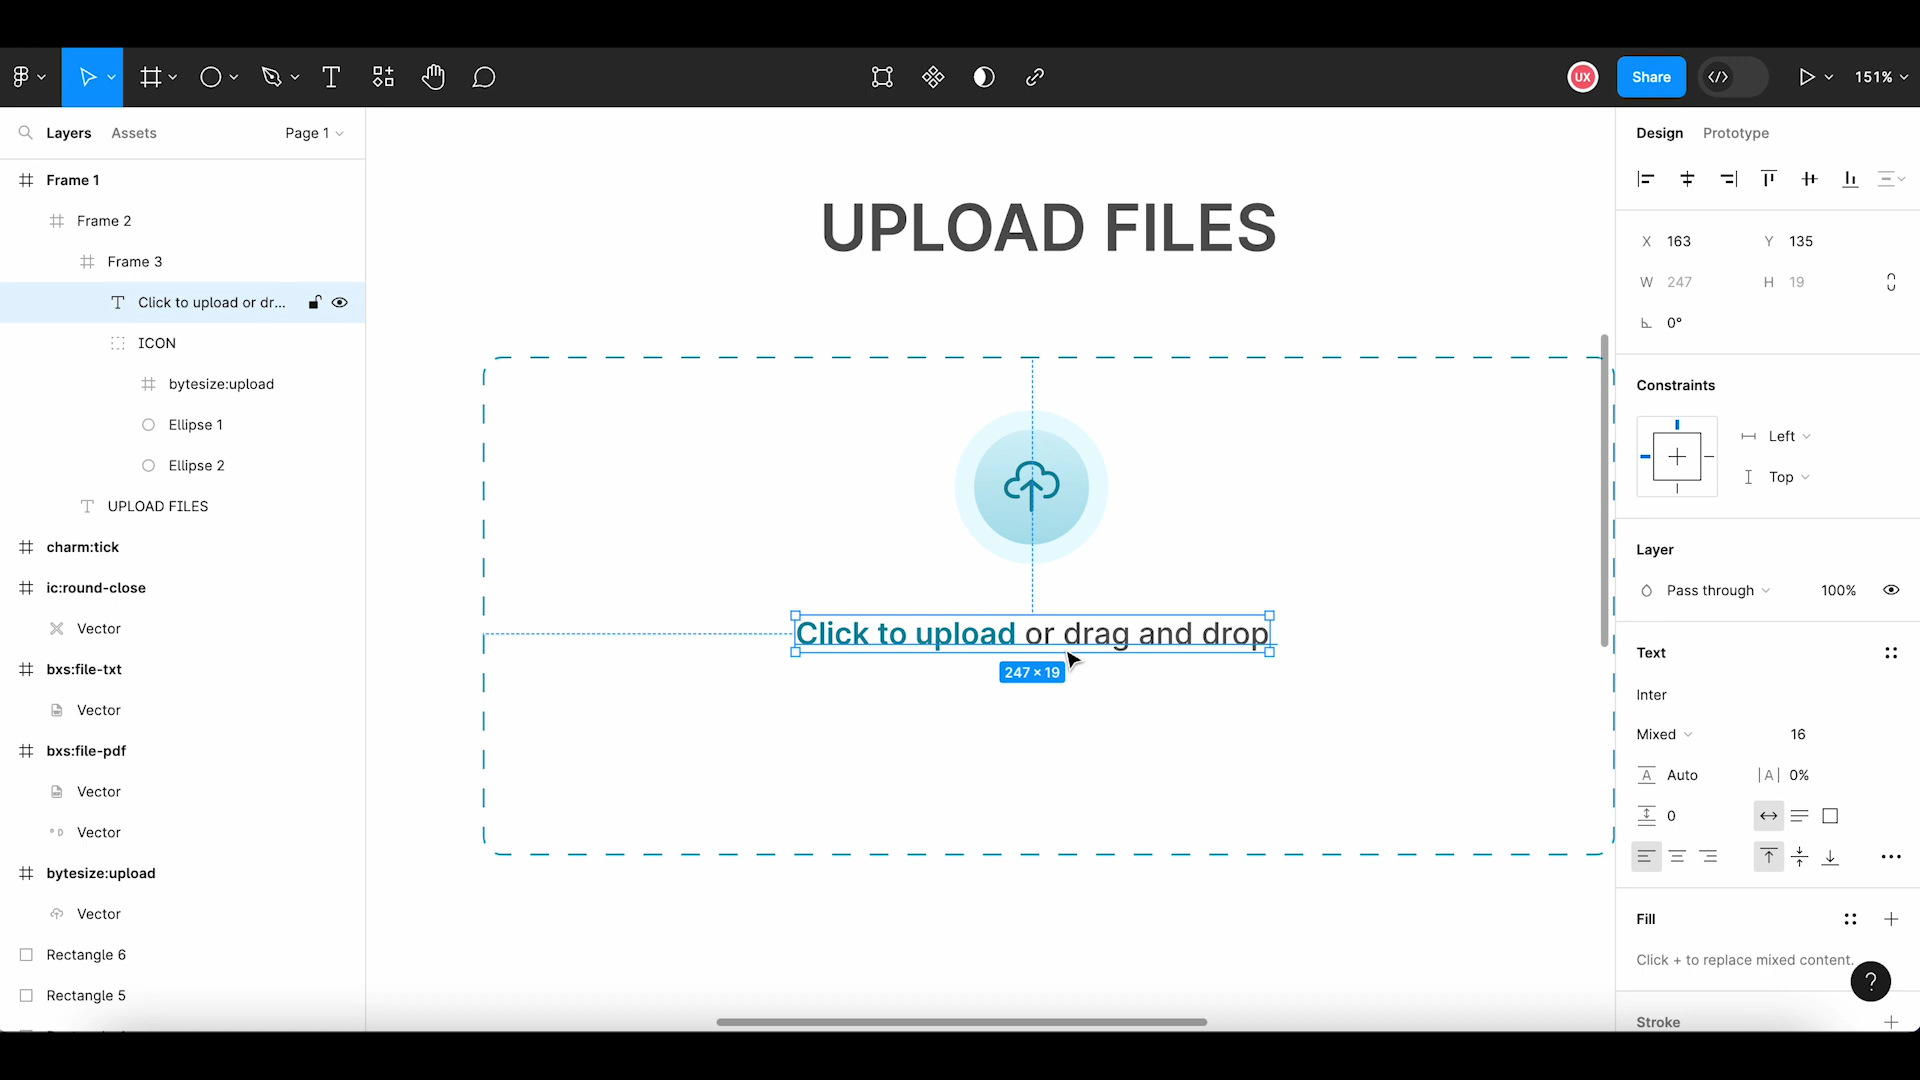 UX
Share
151%
Layers
Assets
Page 1
Design
Prototype
Frame 1
Frame 2
Frame 3
Click to upload or dr...
ICON
bytesize:upload
Ellipse 1
Ellipse 2
UPLOAD FILES
charm:tick
ic:round-close
Vector
bxs:file-txt
Vector
bxs:file-pdf
Vector
Vector
bytesize:upload
Vector
Rectangle 6
Rectangle 5
UPLOAD FILES
Click to upload or drag and drop
247 × 19
X 163 Y 135
W 247 H 19
0°
Constraints
Left
Top
Layer
Pass through 100%
Text
Inter
Mixed 16
A Auto |A| 0%
0
Fill
Click + to replace mixed content.
?
Stroke